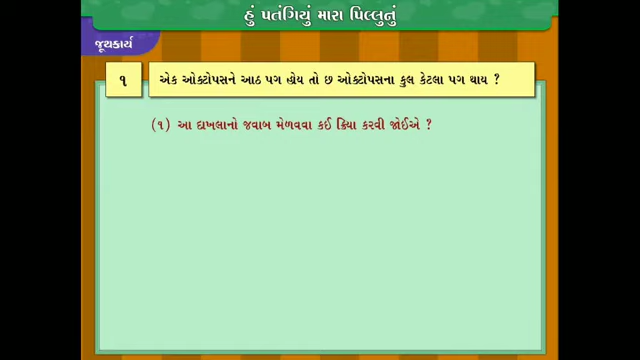 હું પતંગિયું મારા પિલ્લુનું
જૂથકાર્ય
૧
એક ઓક્ટોપસને આઠ પગ હોય તો છ ઓક્ટોપસના કુલ કેટલા પગ થાય ?
(૧) આ દાખલાનો જવાબ મેળવવા કઈ ક્રિયા કરવી જોઈએ ?